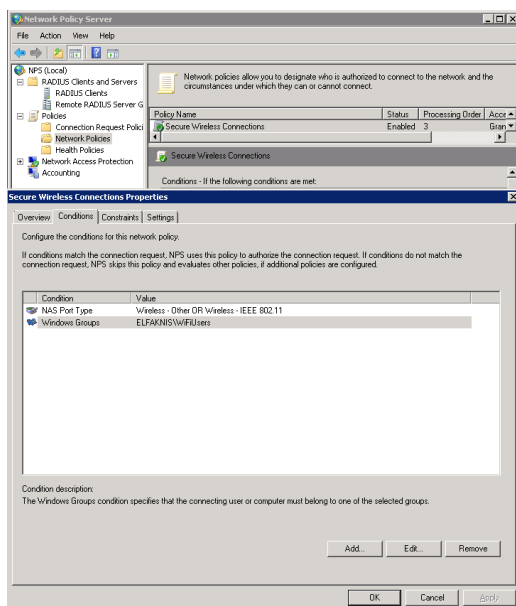 Network Policy Server
File Action View Help
NPS (Local)
RADIUS Clients and Servers
RADIUS Clients
Remote RADIUS Server G
Policies
Connection Request Polici
Network Policies
Health Policies
Network Access Protection
Accounting
Network policies allow you to designate who is authorized to connect to the network and the
circumstances under which they can or cannot connect.
Policy Name Status Processing Order Acce
Secure Wireless Connections Enabled 3 Gran
Secure Wireless Connections
Conditions - If the following conditions are met:
Secure Wireless Connections Properties
Overview Conditions Constraints Settings
Configure the conditions for this network policy.
If conditions match the connection request, NPS uses this policy to authorize the connection request. If conditions do not match the
connection request, NPS skips this policy and evaluates other policies, if additional policies are configured.
Condition Value
NAS Port Type Wireless - Other OR Wireless - IEEE 802.11
Windows Groups ELFAKNIS\WiFiUsers
Condition description:
The Windows Groups condition specifies that the connecting user or computer must belong to one of the selected groups.
Add... Edit... Remove
OK Cancel Apply